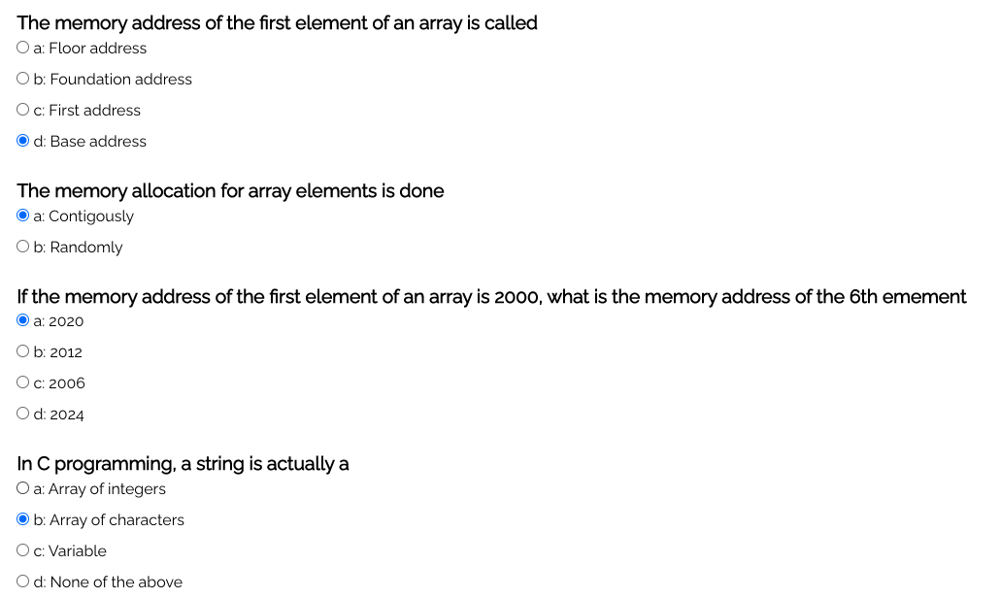 The memory address of the first element of an array is called
a: Floor address
b: Foundation address
c: First address
d: Base address
The memory allocation for array elements is done
a: Contigously
b: Randomly
If the memory address of the first element of an array is 2000, what is the memory address of the 6th emement
a: 2020
b: 2012
c: 2006
d: 2024
In C programming, a string is actually a
a: Array of integers
b: Array of characters
c: Variable
d: None of the above